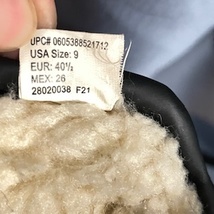 UPC# 0605388521712
USA Size: 9
EUR: 40½
MEX: 26
28020038 F21